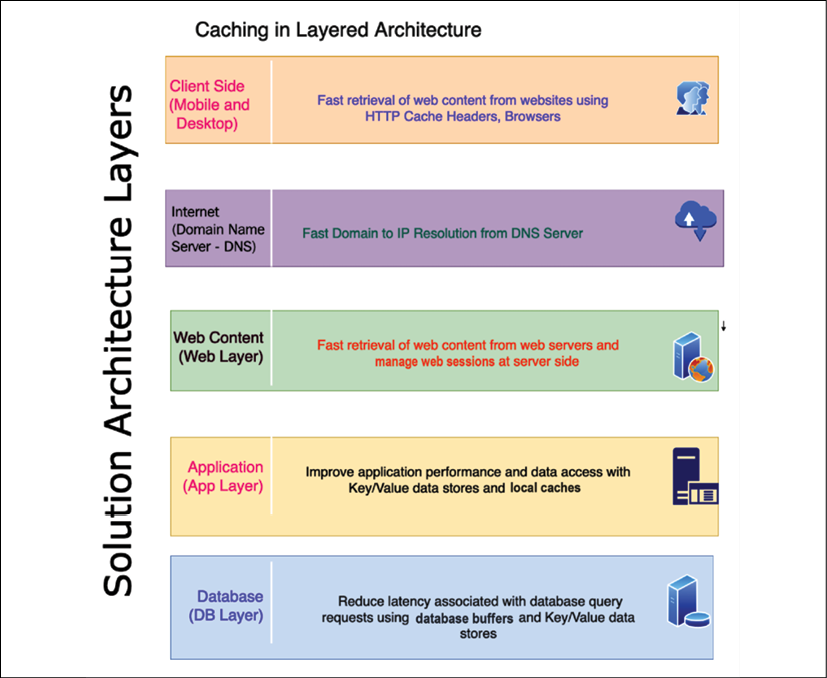 Caching in Layered Architecture
Solution Architecture Layers
Client Side
(Mobile and
Desktop)
Fast retrieval of web content from websites using
HTTP Cache Headers, Browsers
Internet
(Domain Name
Server - DNS)
Fast Domain to IP Resolution from DNS Server
Web Content
(Web Layer)
Fast retrieval of web content from web servers and
manage web sessions at server side
Application
(App Layer)
Improve application performance and data access with
Key/Value data stores and local caches
Database
(DB Layer)
Reduce latency associated with database query
requests using database buffers and Key/Value data
stores